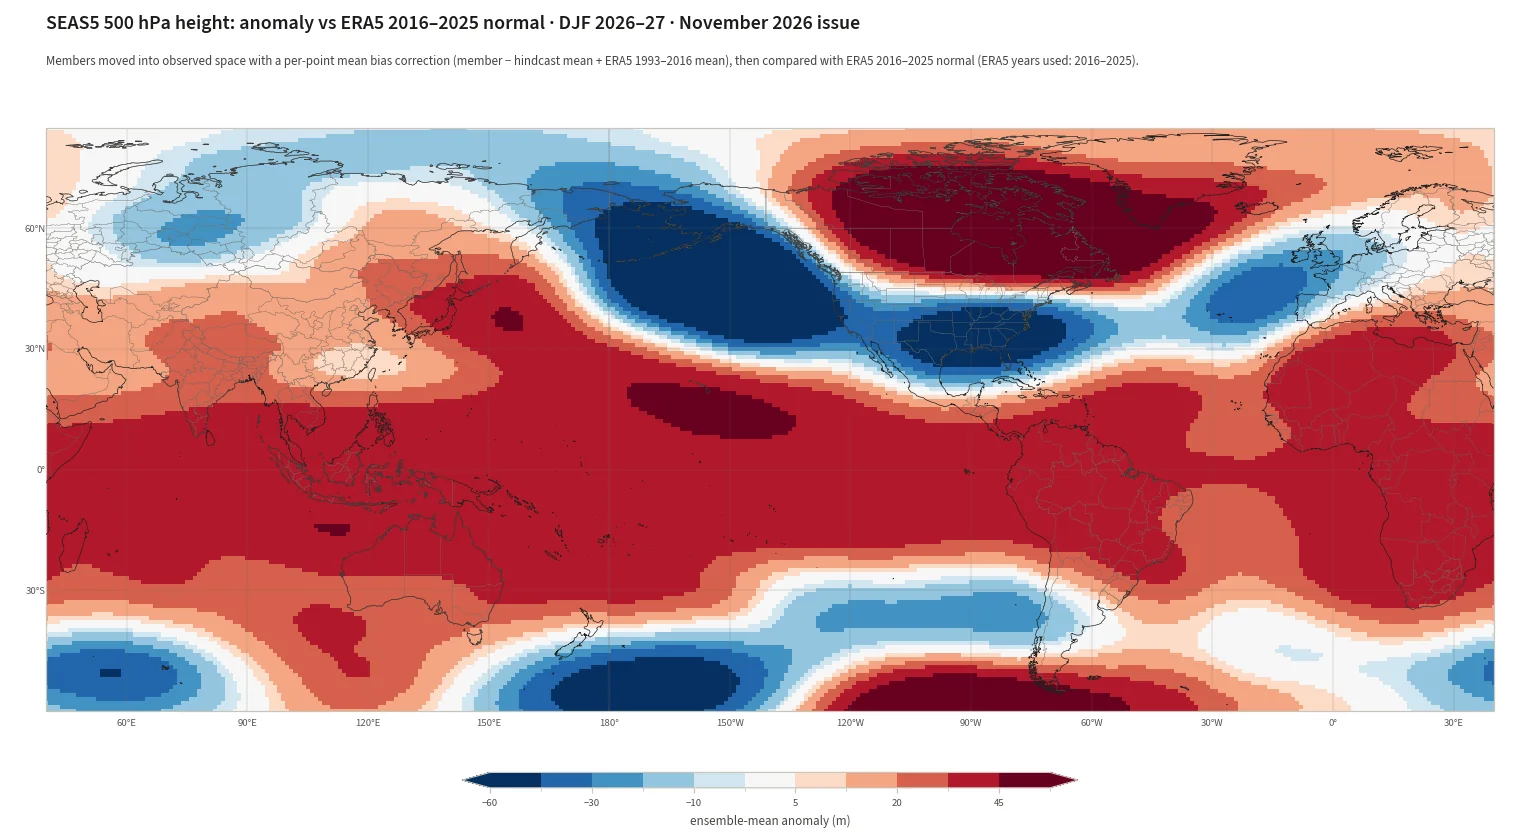 SEAS5 500 hPa height: anomaly vs ERA5 2016–2025 normal · DJF 2026–27 · November 2026 issue
Members moved into observed space with a per-point mean bias correction (member − hindcast mean + ERA5 1993–2016 mean), then compared with ERA5 2016–2025 normal (ERA5 years used: 2016–2025).
60°N
30°N
0°
30°S
60°E 90°E 120°E 150°E 180° 150°W 120°W 90°W 60°W 30°W 0° 30°E
−60 −30 −10 5 20 45
ensemble-mean anomaly (m)